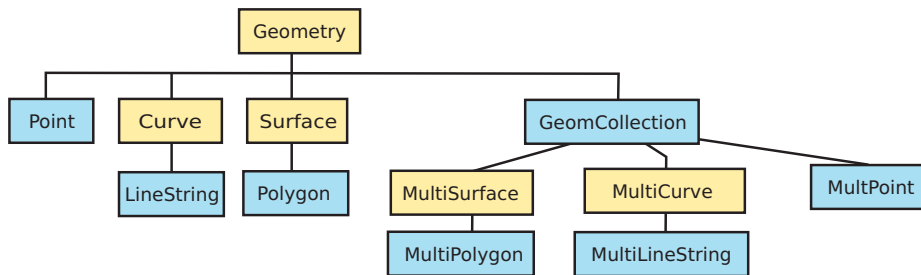 Geometry
Point
Curve
Surface
GeomCollection
LineString
Polygon
MultiSurface
MultiCurve
MultPoint
MultiPolygon
MultiLineString